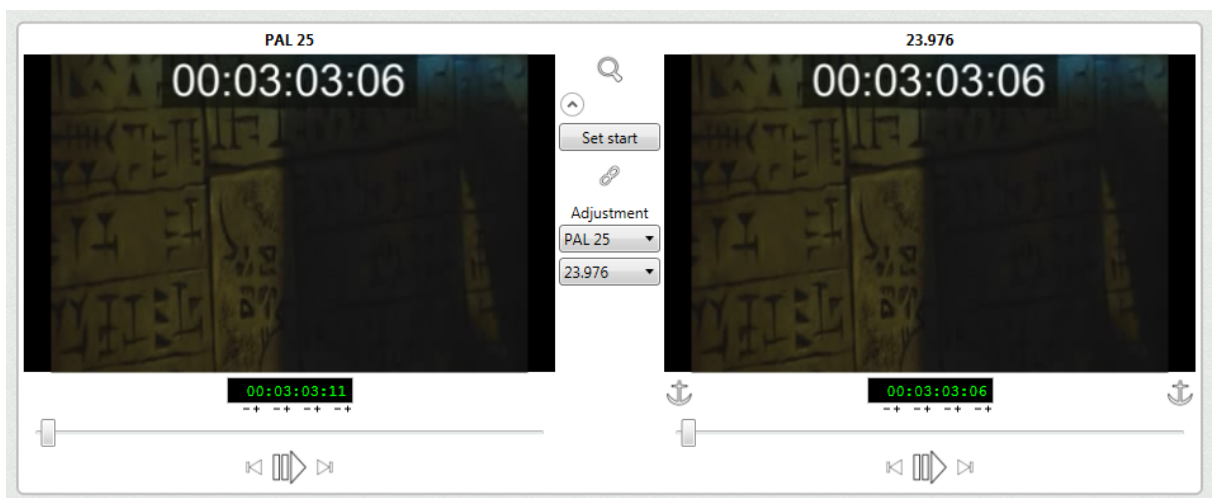 PAL 25
23.976
00:03:03:06
00:03:03:06
Set start
Adjustment
PAL 25
23.976
00:03:03:11
00:03:03:06
-+ -+ -+ -+
-+ -+ -+ -+